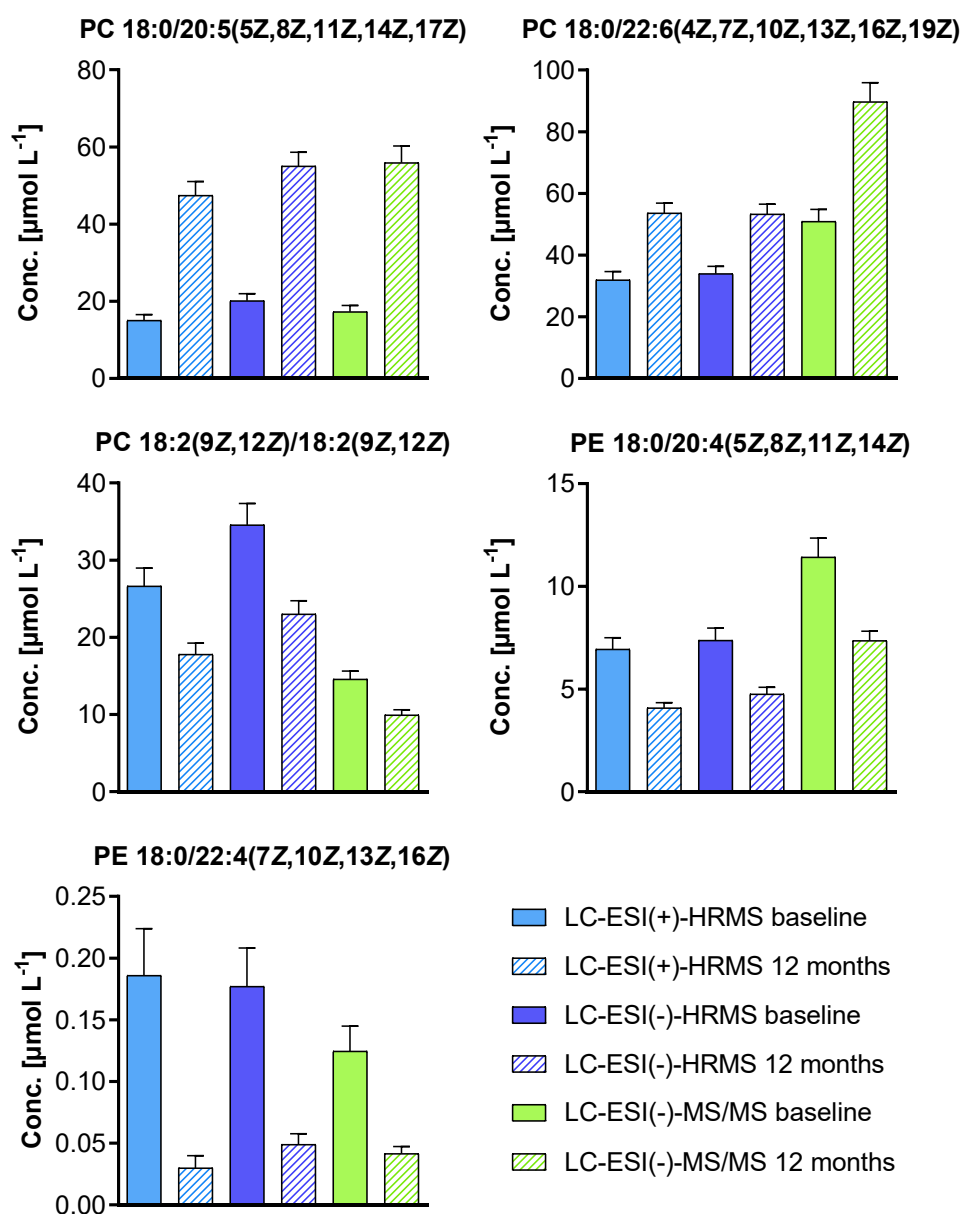 PC 18:0/20:5(5Z,8Z,11Z,14Z,17Z)
80
60
40
20
0
Conc. [µmol L⁻¹]
PC 18:0/22:6(4Z,7Z,10Z,13Z,16Z,19Z)
100
80
60
40
20
0
Conc. [µmol L⁻¹]
PC 18:2(9Z,12Z)/18:2(9Z,12Z)
40
30
20
10
0
Conc. [µmol L⁻¹]
PE 18:0/20:4(5Z,8Z,11Z,14Z)
15
10
5
0
Conc. [µmol L⁻¹]
PE 18:0/22:4(7Z,10Z,13Z,16Z)
0.25
0.20
0.15
0.10
0.05
0.00
Conc. [µmol L⁻¹]
LC-ESI(+)-HRMS baseline
LC-ESI(+)-HRMS 12 months
LC-ESI(-)-HRMS baseline
LC-ESI(-)-HRMS 12 months
LC-ESI(-)-MS/MS baseline
LC-ESI(-)-MS/MS 12 months